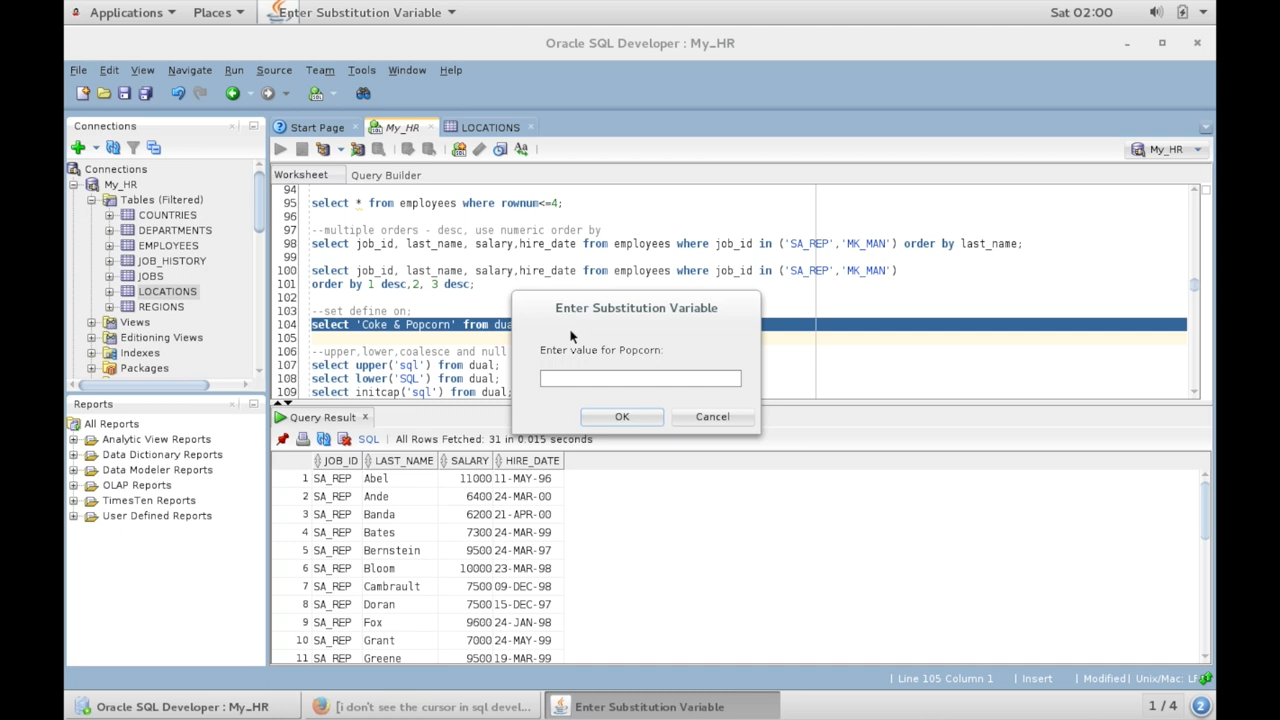 Applications Places Enter Substitution Variable Sat 02:00
Oracle SQL Developer : My_HR
File Edit View Navigate Run Source Team Tools Window Help
Connections
Start Page My_HR LOCATIONS
My_HR
Connections
My_HR
Tables (Filtered)
COUNTRIES
DEPARTMENTS
EMPLOYEES
JOB_HISTORY
JOBS
LOCATIONS
REGIONS
Views
Editioning Views
Indexes
Packages
Worksheet Query Builder
94
95 select * from employees where rownum<=4;
96
97 --multiple orders - desc, use numeric order by
98 select job_id, last_name, salary,hire_date from employees where job_id in ('SA_REP','MK_MAN') order by last_name;
99
100 select job_id, last_name, salary,hire_date from employees where job_id in ('SA_REP','MK_MAN')
101 order by 1 desc,2, 3 desc;
102
103 --set define on;
104 select 'Coke & Popcorn' from dua
105
106 --upper,lower,coalesce and null
107 select upper('sql') from dual;
108 select lower('SQL') from dual;
109 select initcap('sql') from dual;
Enter Substitution Variable
Enter value for Popcorn:
OK Cancel
Reports
All Reports
Analytic View Reports
Data Dictionary Reports
Data Modeler Reports
OLAP Reports
TimesTen Reports
User Defined Reports
Query Result x
SQL | All Rows Fetched: 31 in 0.015 seconds
JOB_ID LAST_NAME SALARY HIRE_DATE
1 SA_REP Abel 11000 11-MAY-96
2 SA_REP Ande 6400 24-MAR-00
3 SA_REP Banda 6200 21-APR-00
4 SA_REP Bates 7300 24-MAR-99
5 SA_REP Bernstein 9500 24-MAR-97
6 SA_REP Bloom 10000 23-MAR-98
7 SA_REP Cambrault 7500 09-DEC-98
8 SA_REP Doran 7500 15-DEC-97
9 SA_REP Fox 9600 24-JAN-98
10 SA_REP Grant 7000 24-MAY-99
11 SA_REP Greene 9500 19-MAR-99
| Line 105 Column 1 | Insert | Modified | Unix/Mac: LF
Oracle SQL Developer : My_HR [i don't see the cursor in sql devel... Enter Substitution Variable 1 / 4 2